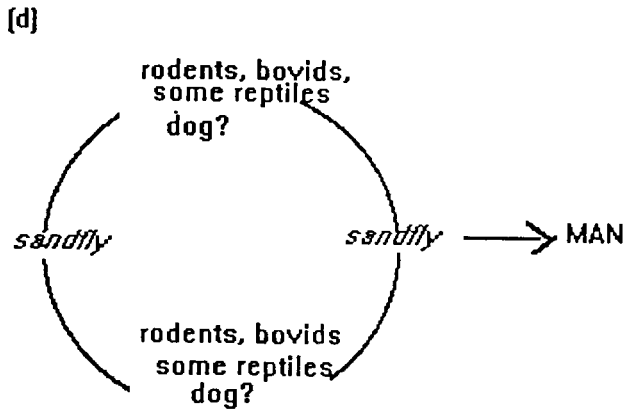 [d]
rodents, bovids,
some reptiles
dog?
sandfly
sandfly
MAN
rodents, bovids
some reptiles
dog?